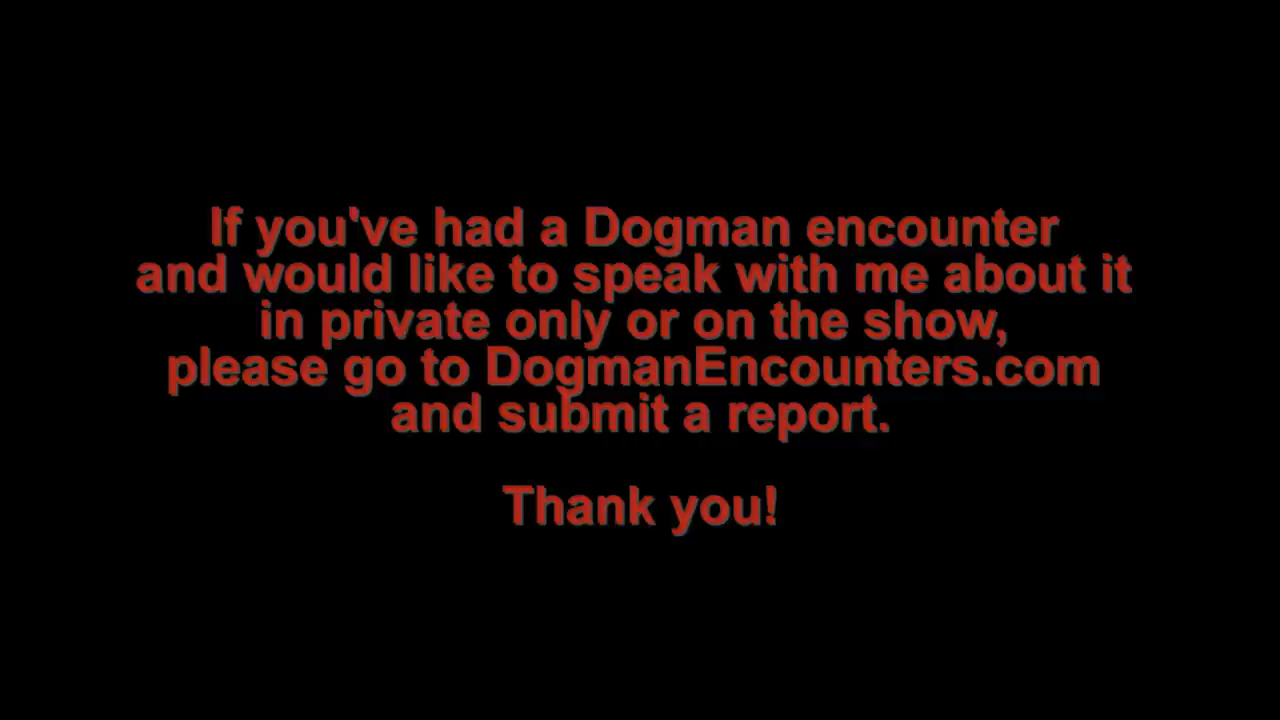 If you've had a Dogman encounter
and would like to speak with me about it
in private only or on the show,
please go to DogmanEncounters.com
and submit a report.
Thank you!